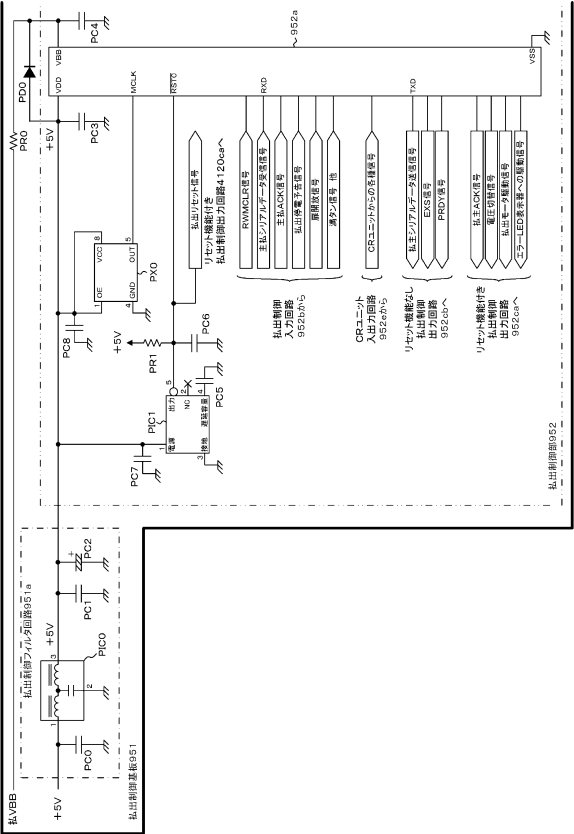 952a
VBB
VDD
MCLK
RST0
RXD
TXD
VSS
PC4
PD0
PR0
PC3
+5V
払出リセット信号
リセット機能付き
払出制御出力回路4120caへ
RWMCLR信号
主払シリアルデータ受信信号
主払ACK信号
払出停電予告信号
扉開放信号
満タン信号 他
CRユニットからの各種信号
払主シリアルデータ送信信号
EXS信号
PRDY信号
払主ACK信号
電圧切替信号
払出モータ駆動信号
エラーLED表示器への駆動信号
払出制御
入力回路
952bから
CRユニット
入出力回路
952eから
リセット機能なし
払出制御
出力回路
952cbへ
リセット機能付き
払出制御
出力回路
952caへ
8
5
VCC
OUT
OE
GND
1
4
PX0
PC8
+5V
PR1
PC6
5
2
4
出力
NC
遅延容量
PIC1
電源
接地
1
3
PC5
PC7
払出制御部952
払出制御フィルタ回路951a
PC2
+
PC1
+5V
PIC0
3
2
1
PC0
払VBB
+5V
払出制御基板951